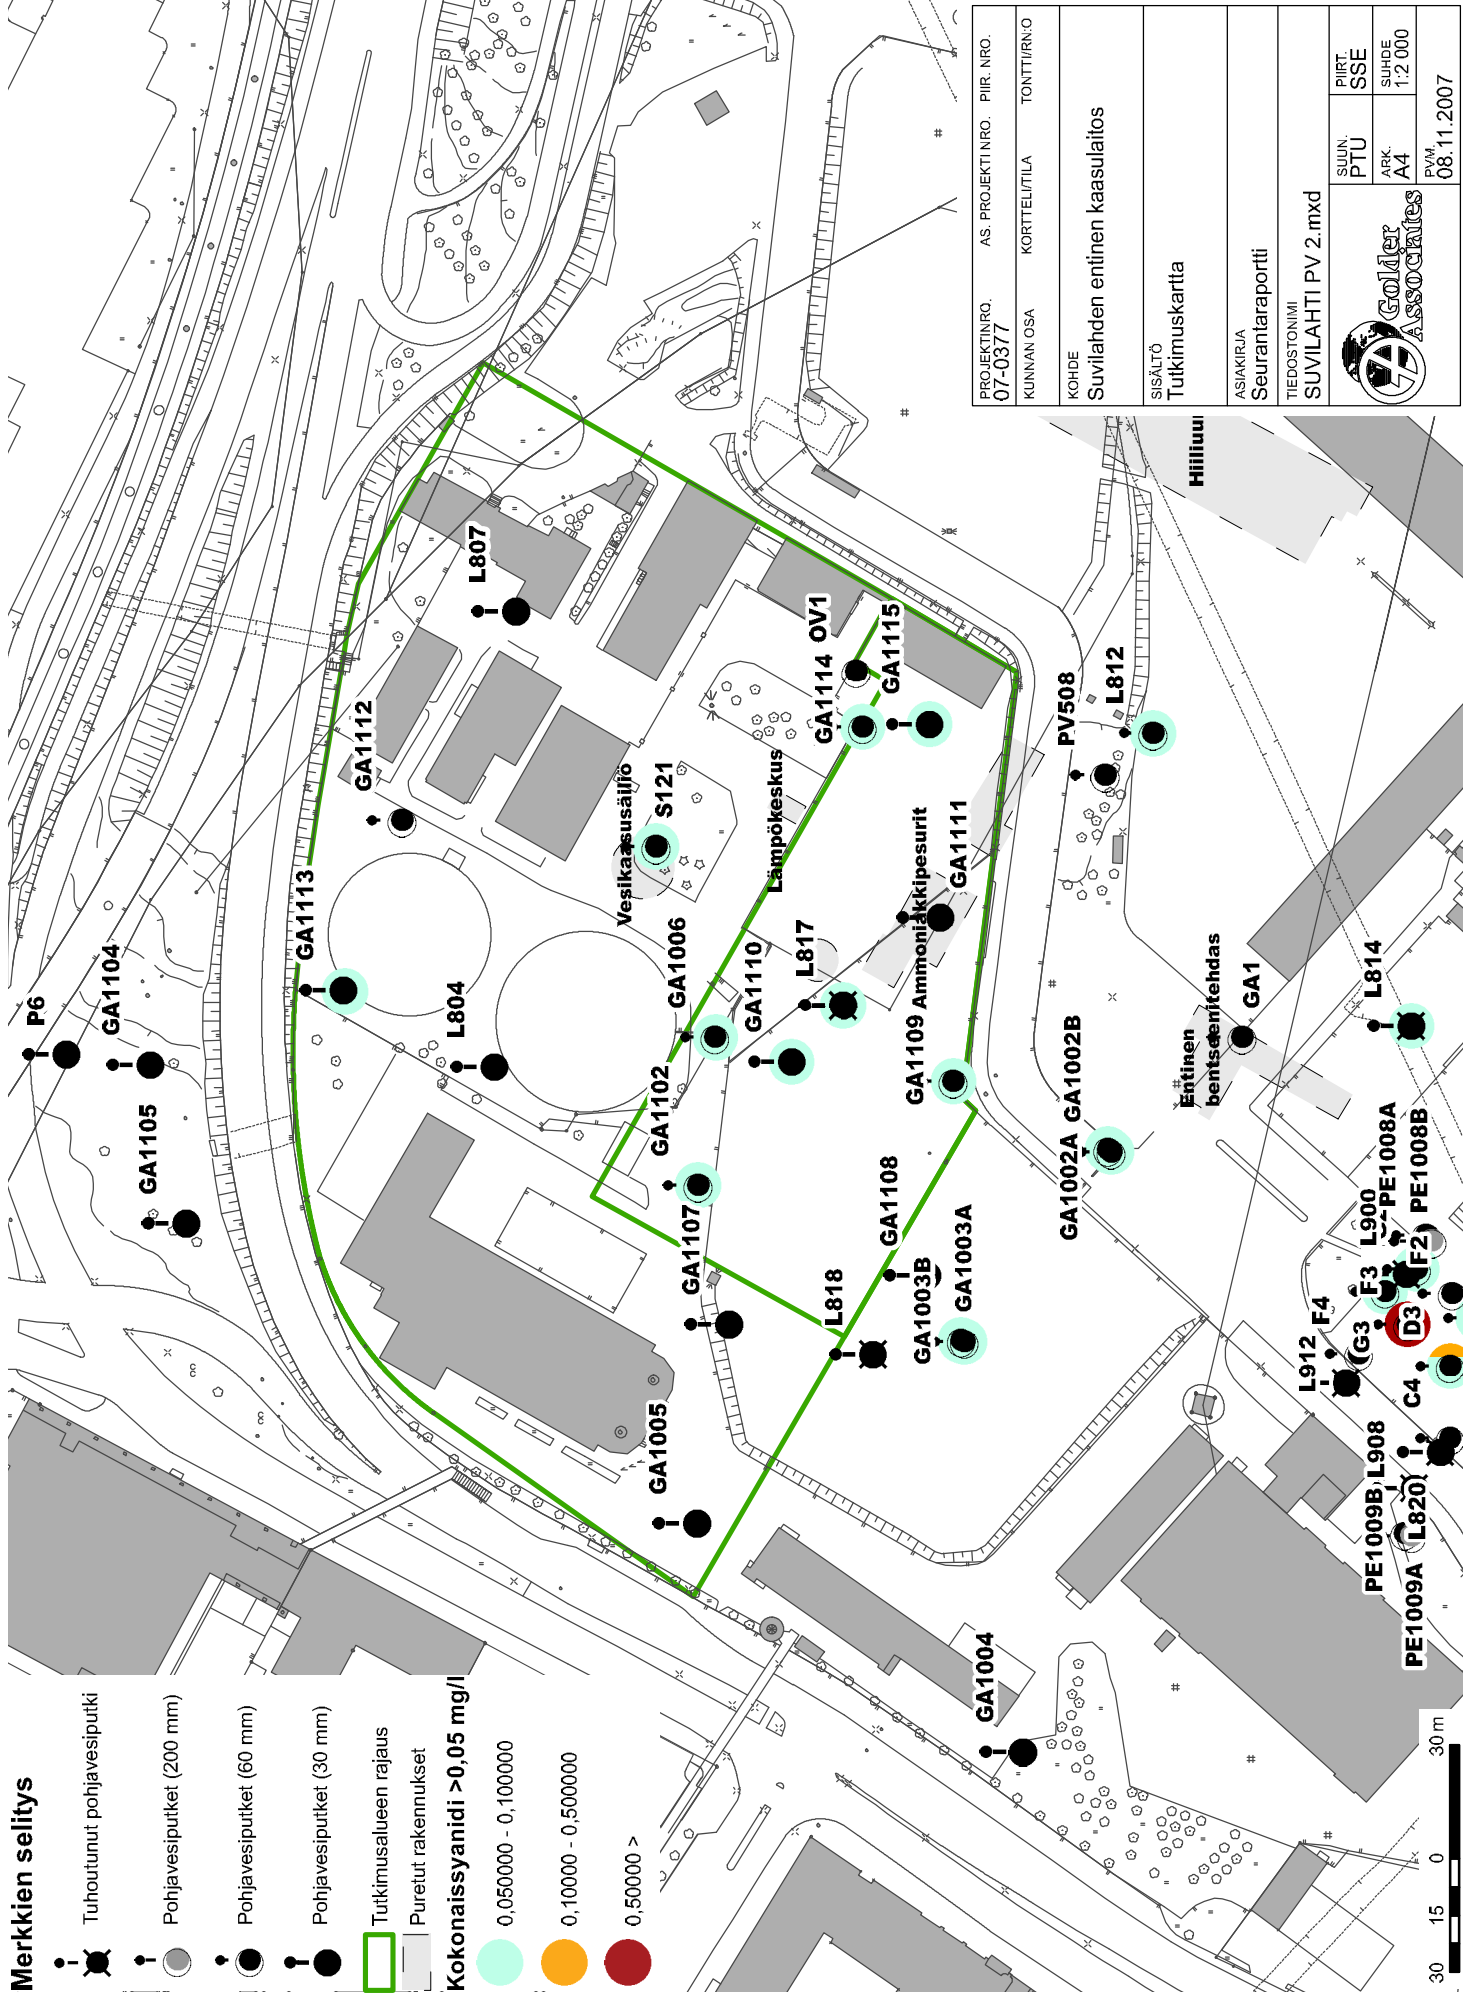 Merkkien selitys
Tuhoutunut pohjavesiputki
Pohjavesiputket (200 mm)
Pohjavesiputket (60 mm)
Pohjavesiputket (30 mm)
Tutkimusalueen rajaus
Puretut rakennukset
Kokonaissyanidi >0,05 mg/l
0,050000 - 0,100000
0,10000 - 0,500000
0,50000 >
P6
GA1104
GA1105
GA1113
GA1112
L807
L804
Vesikaasusäiliö
S121
GA1006
GA1110
GA1102
GA1107
GA1005
Lämpökeskus
L817
OV1
GA1114
GA1115
Ammoniakkipesurit
GA1111
GA1109
GA1108
L818
GA1003B
GA1003A
GA1002A
GA1002B
PV508
L812
Hiiliuun
Entinen
bentseenitehdas
GA1
L814
GA1004
L900
PE1008A
PE1008B
F2
F3
F4
D3
G3
L912
C4
L908
PE1009B
L820
PE1009A
30 15 0 30 m
PROJEKTINRO. AS. PROJEKTI NRO. PIIR. NRO.
07-0377
KUNNAN OSA KORTTELI/TILA TONTTI/RN:O
KOHDE
Suvilahden entinen kaasulaitos
SISÄLTÖ
Tutkimuskartta
ASIAKIRJA
Seurantaraportti
TIEDOSTONIMI
SUVILAHTI PV 2.mxd
Golder
Associates
SUUN.
PTU
PIIRT.
SSE
ARK.
A4
SUHDE
1:2 000
PVM.
08.11.2007